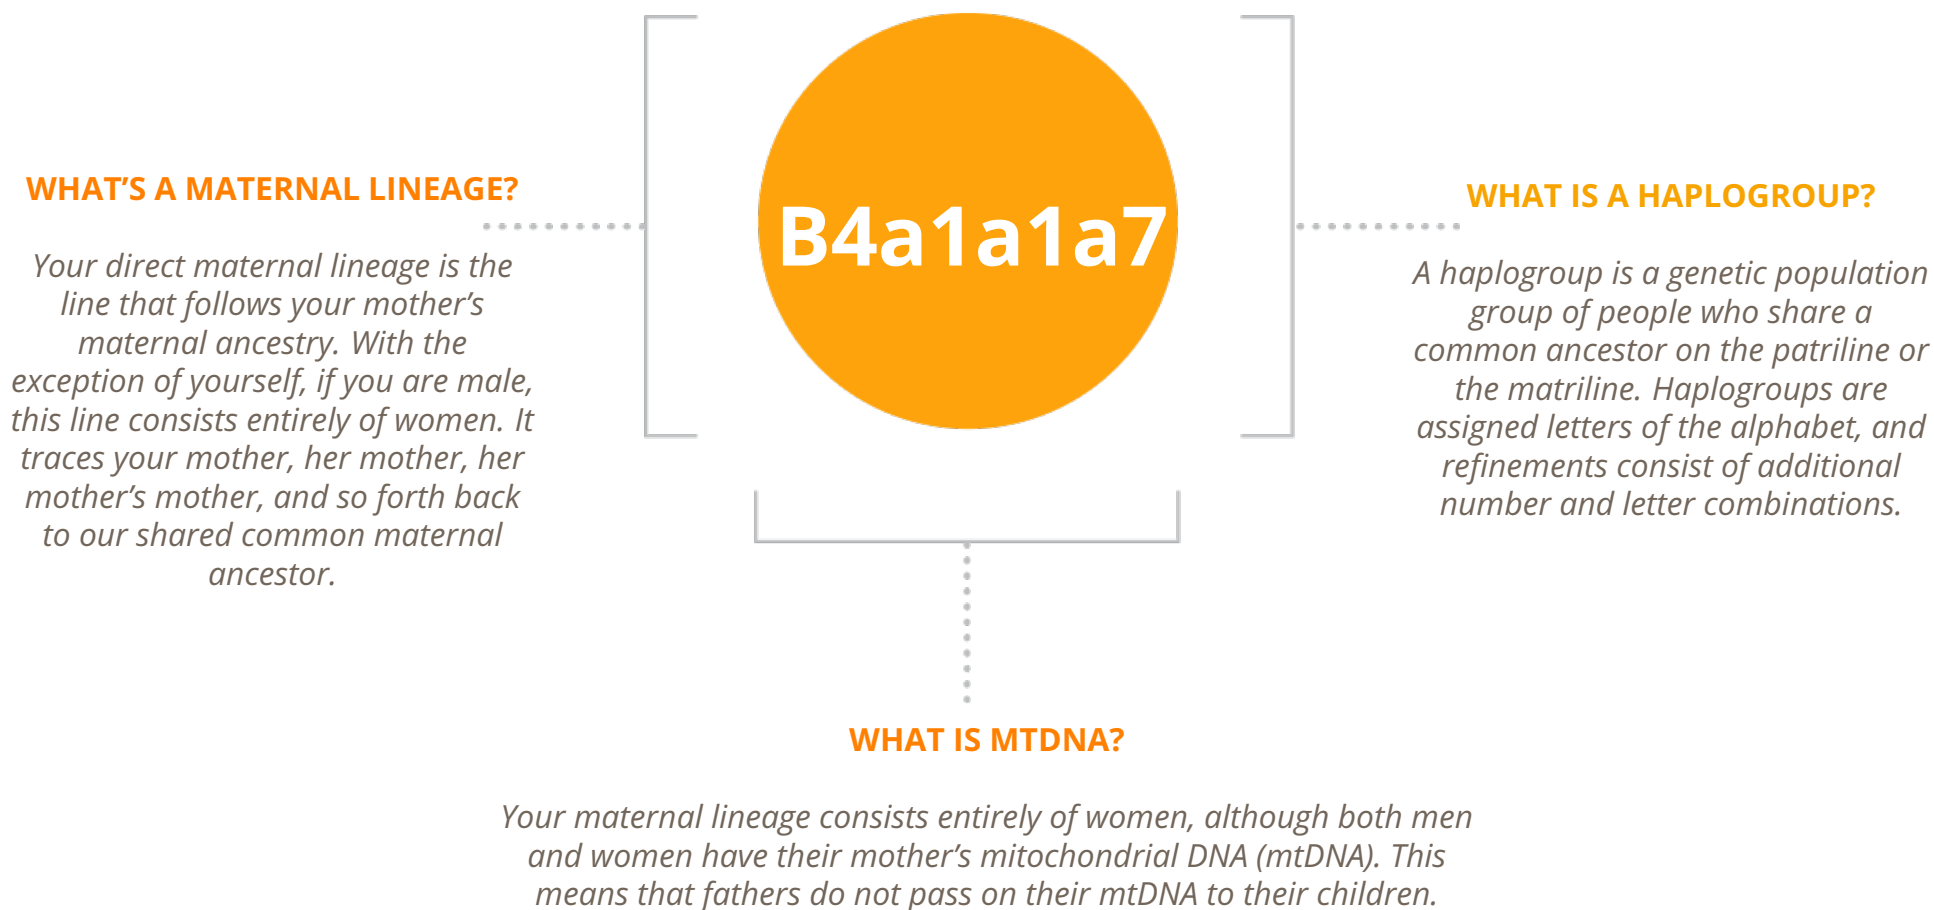 B4a1a1a7
WHAT’S A MATERNAL LINEAGE?
Your direct maternal lineage is the
line that follows your mother’s
maternal ancestry. With the
exception of yourself, if you are male,
this line consists entirely of women. It
traces your mother, her mother, her
mother’s mother, and so forth back
to our shared common maternal
ancestor.
WHAT IS A HAPLOGROUP?
A haplogroup is a genetic population
group of people who share a
common ancestor on the patriline or
the matriline. Haplogroups are
assigned letters of the alphabet, and
refinements consist of additional
number and letter combinations.
WHAT IS MTDNA?
Your maternal lineage consists entirely of women, although both men
and women have their mother’s mitochondrial DNA (mtDNA). This
means that fathers do not pass on their mtDNA to their children.